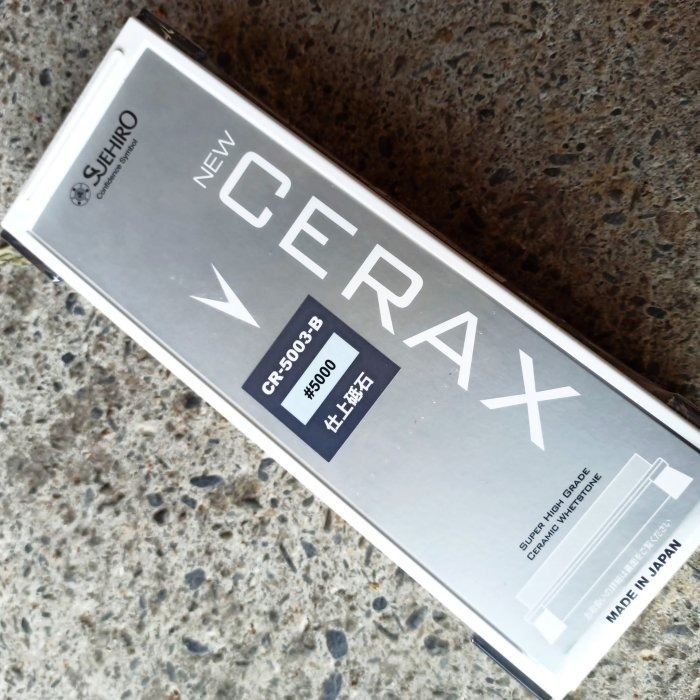 SUEHIRO
Confidence Symbol
NEW
CERAX
CR-5003-B
#5000
仕上砥石
SUPER HIGH GRADE
CERAMIC WHETSTONE
MADE IN JAPAN